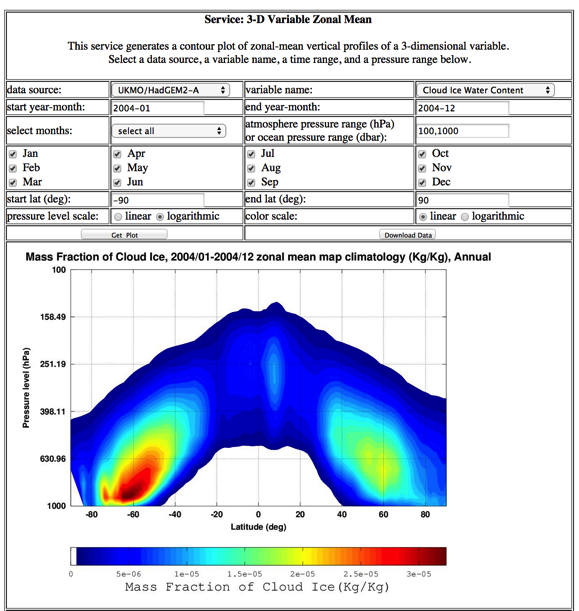 Service: 3-D Variable Zonal Mean
This service generates a contour plot of zonal-mean vertical profiles of a 3-dimensional variable.
Select a data source, a variable name, a time range, and a pressure range below.
data source: UKMO/HadGEM2-A variable name: Cloud Ice Water Content
start year-month: 2004-01 end year-month: 2004-12
select months: select all atmosphere pressure range (hPa)
or ocean pressure range (dbar): 100,1000
Jan Apr Jul Oct
Feb May Aug Nov
Mar Jun Sep Dec
start lat (deg): -90 end lat (deg): 90
pressure level scale: linear logarithmic color scale: linear logarithmic
Get Plot Download Data
Mass Fraction of Cloud Ice, 2004/01-2004/12 zonal mean map climatology (Kg/Kg), Annual
100
158.49
251.19
398.11
630.96
1000
Pressure level (hPa)
-80 -60 -40 -20 0 20 40 60 80
Latitude (deg)
0 5e-06 1e-05 1.5e-05 2e-05 2.5e-05 3e-05
Mass Fraction of Cloud Ice(Kg/Kg)